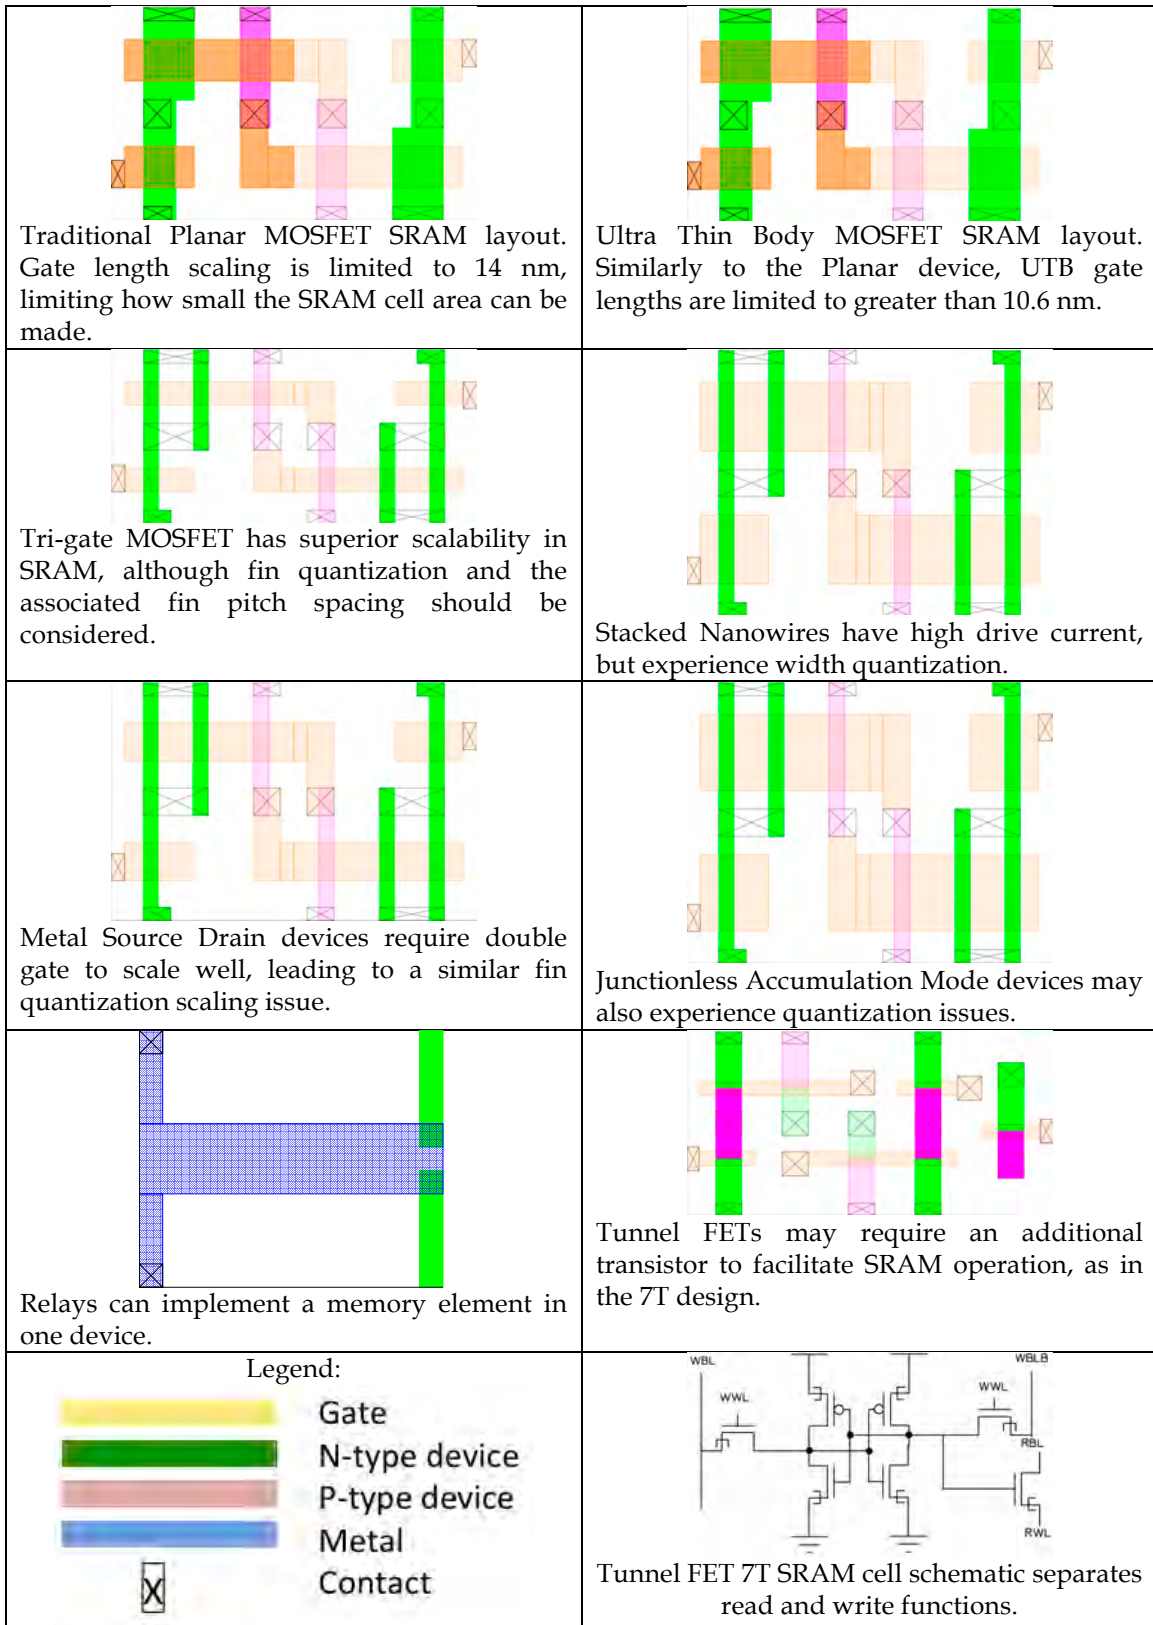 Traditional Planar MOSFET SRAM layout.
Gate length scaling is limited to 14 nm,
limiting how small the SRAM cell area can be
made.
Ultra Thin Body MOSFET SRAM layout.
Similarly to the Planar device, UTB gate
lengths are limited to greater than 10.6 nm.
Tri-gate MOSFET has superior scalability in
SRAM, although fin quantization and the
associated fin pitch spacing should be
considered.
Stacked Nanowires have high drive current,
but experience width quantization.
Metal Source Drain devices require double
gate to scale well, leading to a similar fin
quantization scaling issue.
Junctionless Accumulation Mode devices may
also experience quantization issues.
Relays can implement a memory element in
one device.
Tunnel FETs may require an additional
transistor to facilitate SRAM operation, as in
the 7T design.
Legend:
Gate
N-type device
P-type device
Metal
Contact
WBL
WBLB
WWL
WWL
RBL
RWL
Tunnel FET 7T SRAM cell schematic separates
read and write functions.